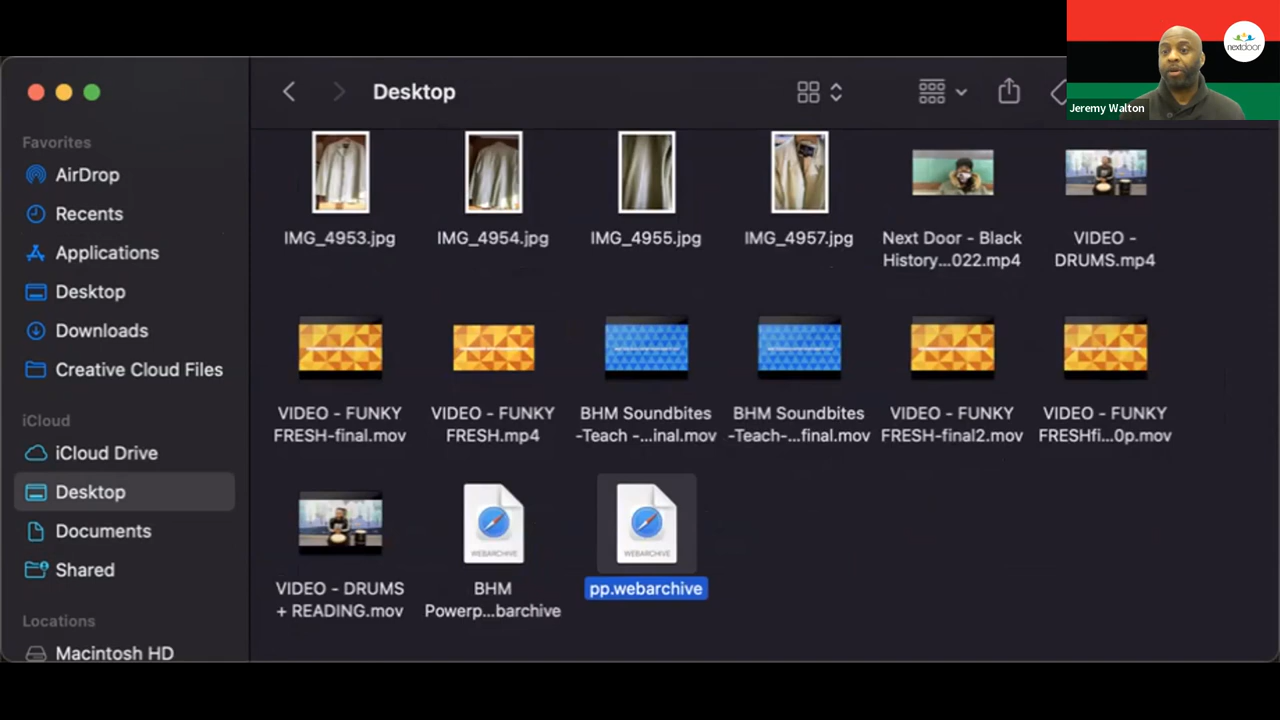 Desktop
nextdoor
Jeremy Walton
Favorites
AirDrop
Recents
Applications
Desktop
Downloads
Creative Cloud Files
iCloud
iCloud Drive
Desktop
Documents
Shared
Locations
Macintosh HD
IMG_4953.jpg
IMG_4954.jpg
IMG_4955.jpg
IMG_4957.jpg
Next Door - Black
History...022.mp4
VIDEO -
DRUMS.mp4
VIDEO - FUNKY
FRESH-final.mov
VIDEO - FUNKY
FRESH.mp4
BHM Soundbites
-Teach -...inal.mov
BHM Soundbites
-Teach-...final.mov
VIDEO - FUNKY
FRESH-final2.mov
VIDEO - FUNKY
FRESHfi...0p.mov
VIDEO - DRUMS
+ READING.mov
WEBARCHIVE
BHM
Powerp...barchive
WEBARCHIVE
pp.webarchive